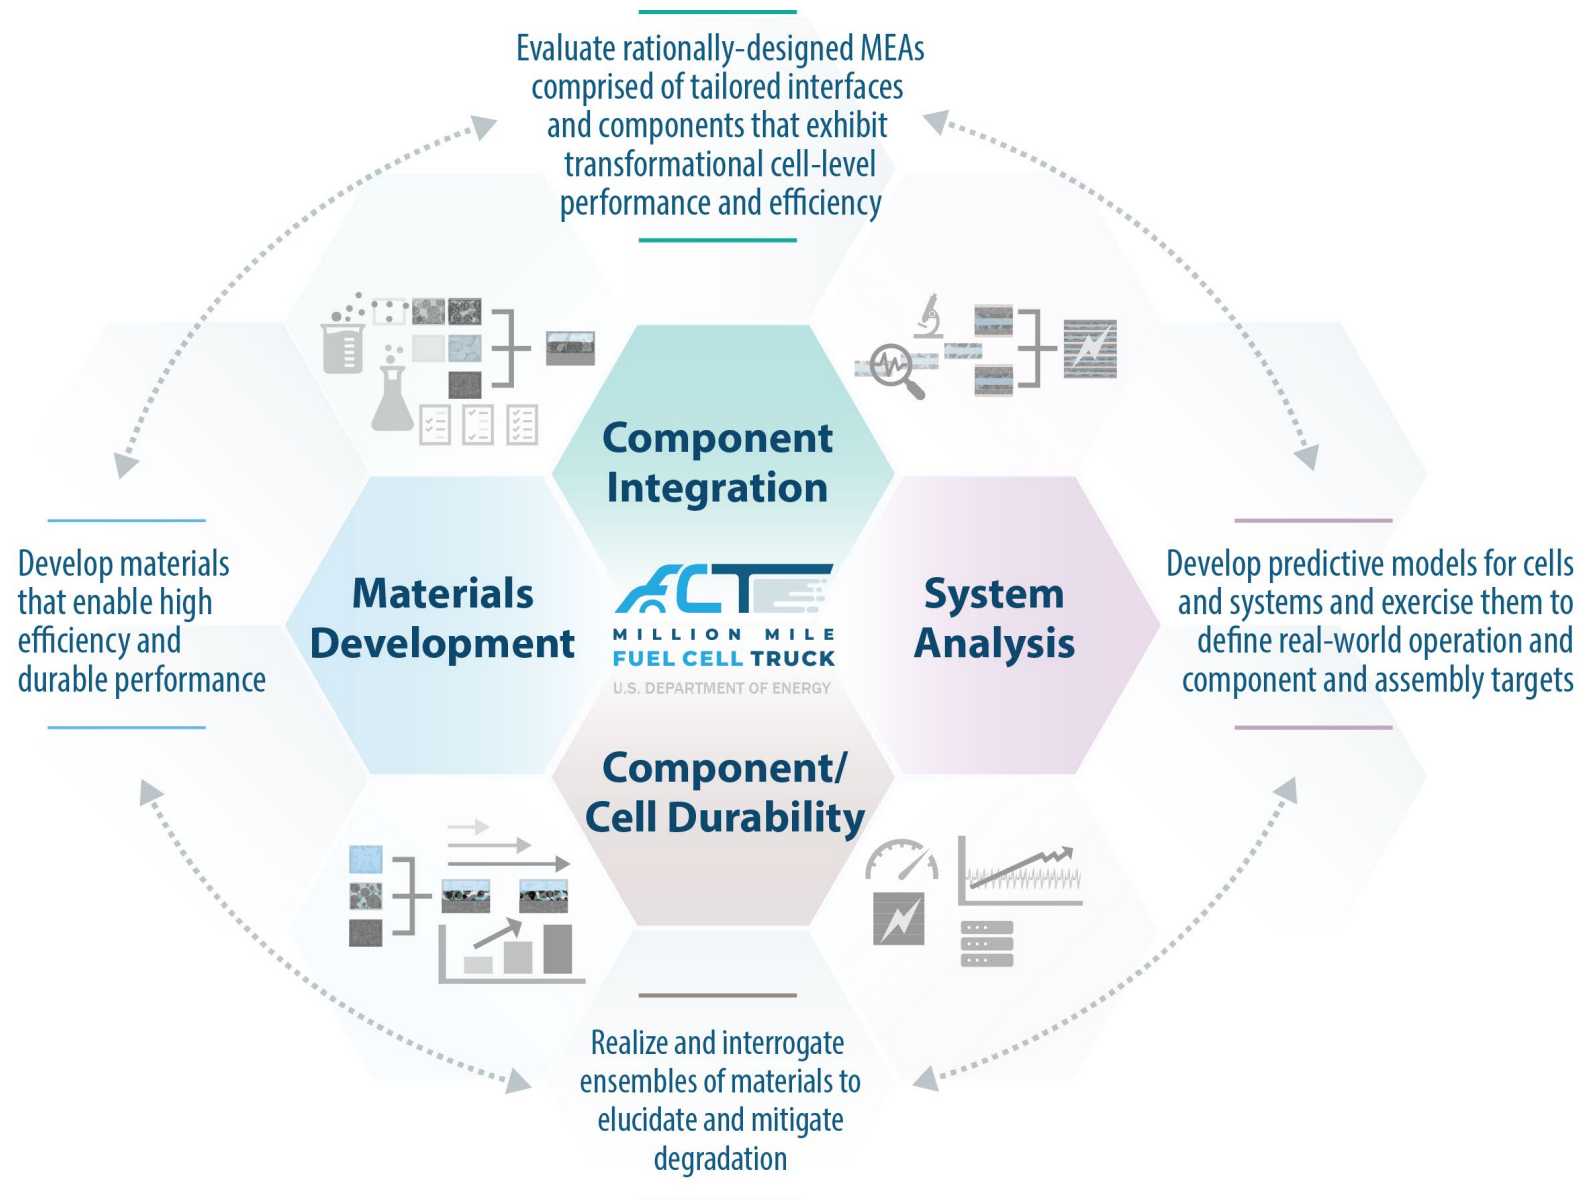 Evaluate rationally-designed MEAs
comprised of tailored interfaces
and components that exhibit
transformational cell-level
performance and efficiency
Component
Integration
Develop materials
that enable high
efficiency and
durable performance
Materials
Development
FCT
MILLION MILE
FUEL CELL TRUCK
U.S. DEPARTMENT OF ENERGY
System
Analysis
Develop predictive models for cells
and systems and exercise them to
define real-world operation and
component and assembly targets
Component/
Cell Durability
Realize and interrogate
ensembles of materials to
elucidate and mitigate
degradation